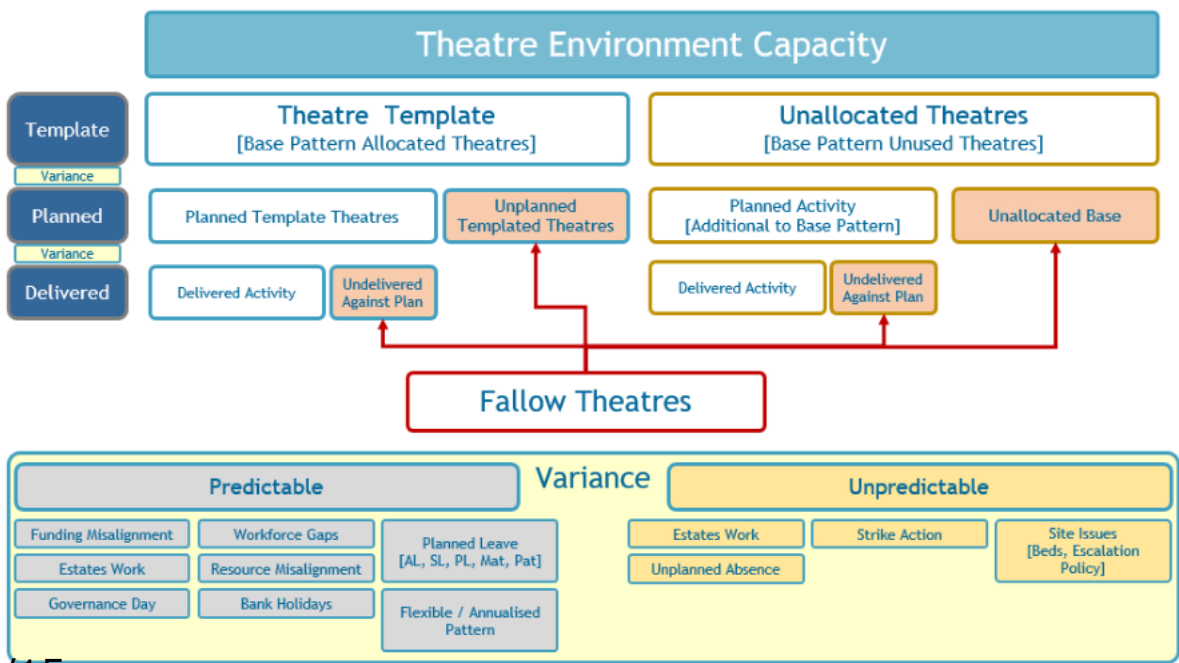 Theatre Environment Capacity
Template
Theatre Template
[Base Pattern Allocated Theatres]
Unallocated Theatres
[Base Pattern Unused Theatres]
Variance
Planned
Planned Template Theatres
Unplanned
Templated Theatres
Planned Activity
[Additional to Base Pattern]
Unallocated Base
Variance
Delivered
Delivered Activity
Undelivered
Against Plan
Delivered Activity
Undelivered
Against Plan
Fallow Theatres
Variance
Predictable
Funding Misalignment
Workforce Gaps
Planned Leave
[AL, SL, PL, Mat, Pat]
Estates Work
Resource Misalignment
Governance Day
Bank Holidays
Flexible / Annualised
Pattern
Unpredictable
Estates Work
Strike Action
Site Issues
[Beds, Escalation
Policy]
Unplanned Absence